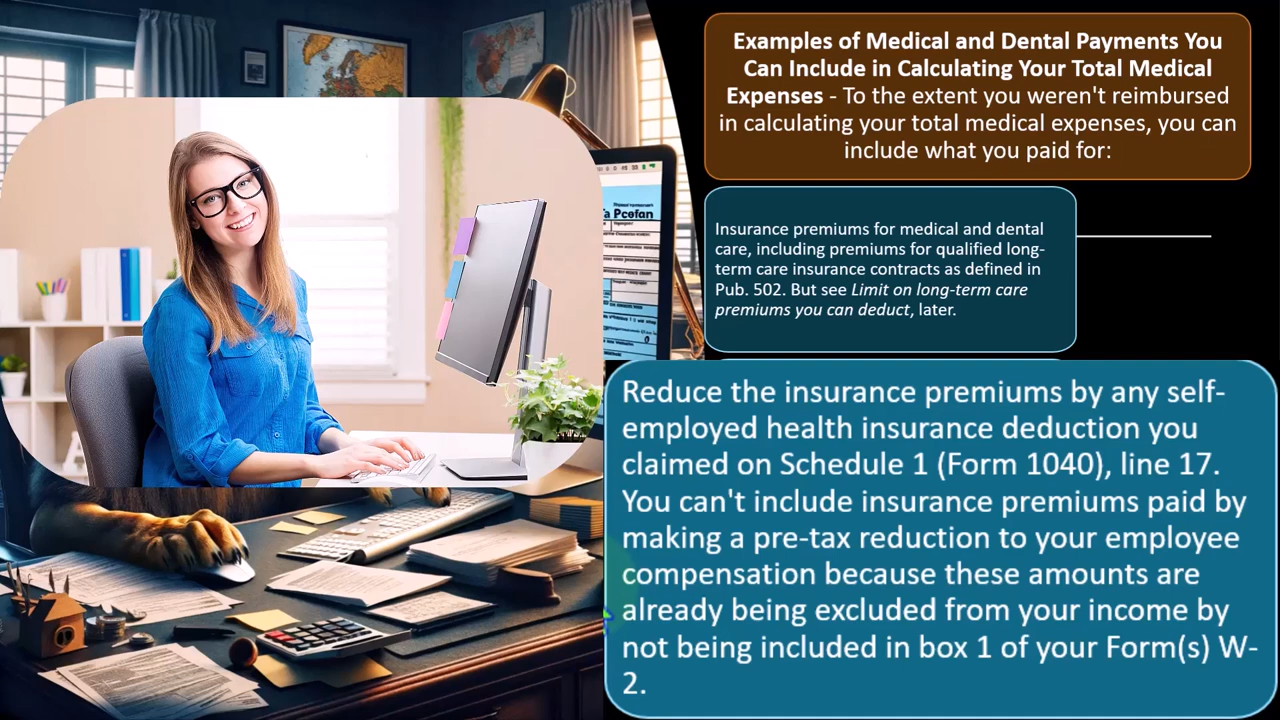 Examples of Medical and Dental Payments You
Can Include in Calculating Your Total Medical
Expenses - To the extent you weren't reimbursed
in calculating your total medical expenses, you can
include what you paid for:
Insurance premiums for medical and dental
care, including premiums for qualified long-
term care insurance contracts as defined in
Pub. 502. But see Limit on long-term care
premiums you can deduct, later.
Reduce the insurance premiums by any self-
employed health insurance deduction you
claimed on Schedule 1 (Form 1040), line 17.
You can't include insurance premiums paid by
making a pre-tax reduction to your employee
compensation because these amounts are
already being excluded from your income by
not being included in box 1 of your Form(s) W-
2.